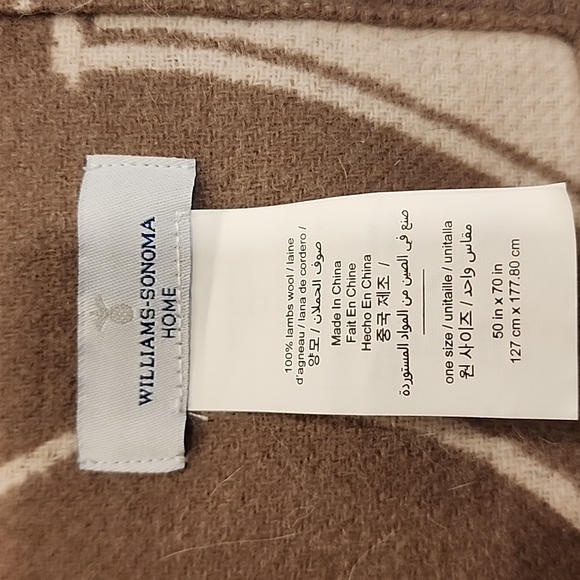 WILLIAMS-SONOMA
HOME
100% lambs wool / laine
d'agneau / lana de cordero /
양모 / صوف الحملان
Made In China
Fait En Chine
Hecho En China
중국 제조 /
صنع في الصين من المواد المستوردة
one size / unitaille / unitalla
원 사이즈 / مقاس واحد
50 in x 70 in
127 cm x 177.80 cm